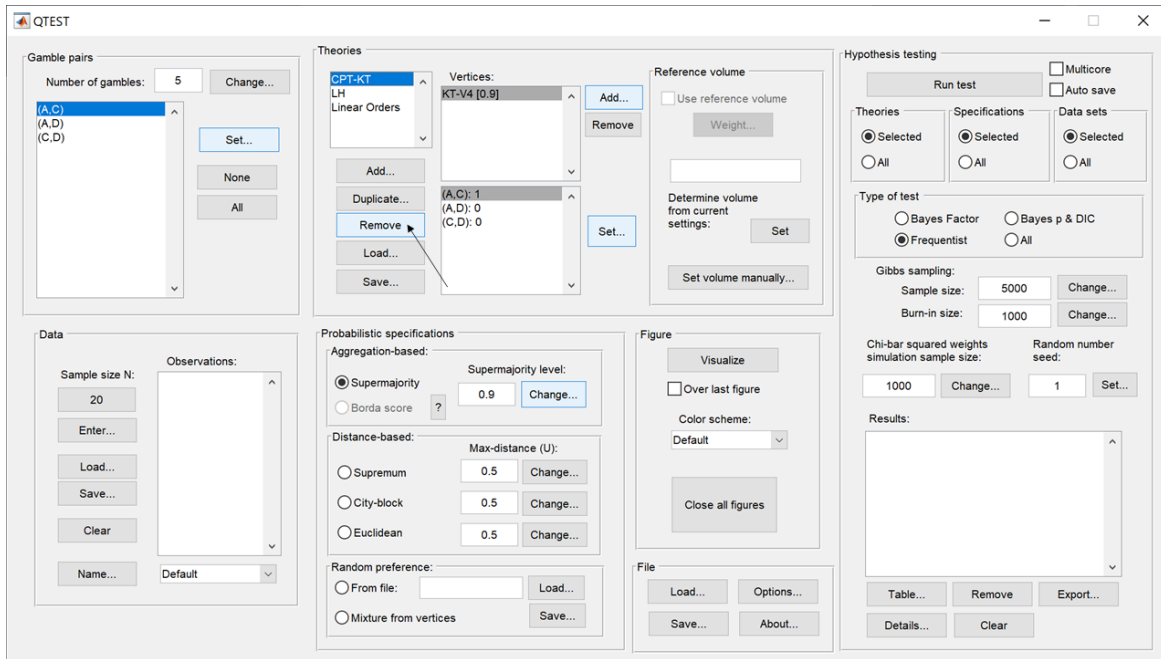 QTEST
Gamble pairs
Number of gambles: 5 Change...
(A,C)
(A,D)
(C,D)
Set...
None
All
Theories
CPT-KT
LH
Linear Orders
Add...
Duplicate...
Remove
Load...
Save...
Vertices:
KT-V4 [0.9]
Add...
Remove
(A,C): 1
(A,D): 0
(C,D): 0
Set...
Reference volume
Use reference volume
Weight...
Determine volume
from current
settings:
Set
Set volume manually...
Hypothesis testing
Run test
Multicore
Auto save
Theories
Selected
All
Specifications
Selected
All
Data sets
Selected
All
Type of test
Bayes Factor Bayes p & DIC
Frequentist All
Gibbs sampling:
Sample size: 5000 Change...
Burn-in size: 1000 Change...
Chi-bar squared weights
simulation sample size:
1000 Change...
Random number
seed:
1 Set...
Results:
Table... Remove Export...
Details... Clear
Data
Sample size N:
20
Enter...
Load...
Save...
Clear
Name...
Observations:
Default
Probabilistic specifications
Aggregation-based:
Supermajority
Borda score ?
Supermajority level:
0.9 Change...
Distance-based:
Max-distance (U):
Supremum 0.5 Change...
City-block 0.5 Change...
Euclidean 0.5 Change...
Random preference:
From file: Load...
Mixture from vertices Save...
Figure
Visualize
Over last figure
Color scheme:
Default
Close all figures
File
Load... Options...
Save... About...